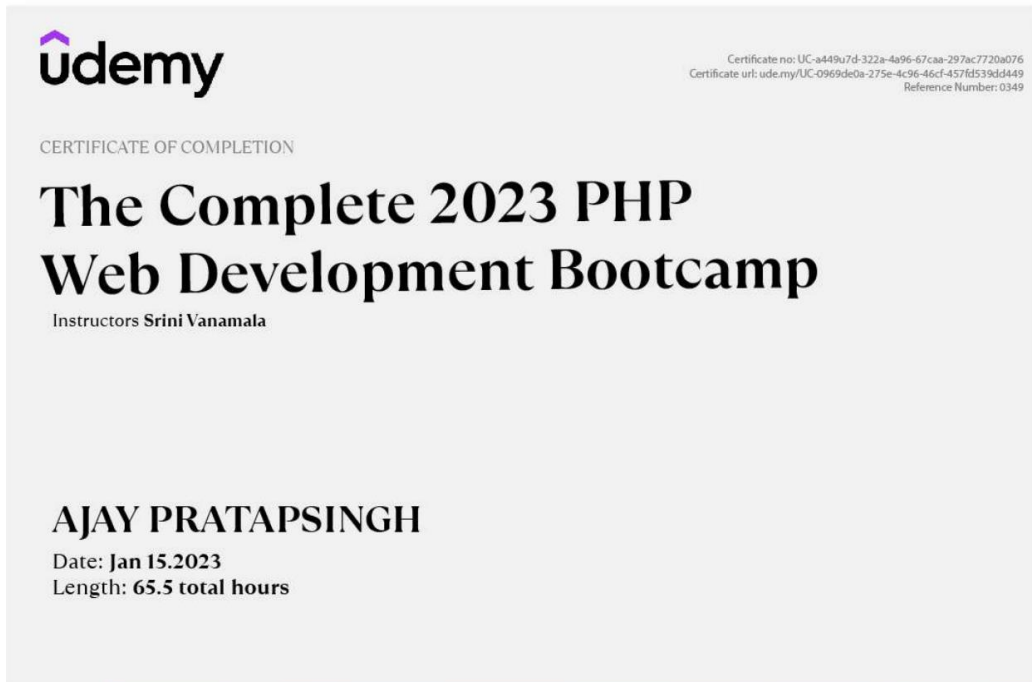 udemy
Certificate no: UC-a449u7d-322a-4a96-67caa-297ac7720a076
Certificate url: ude.my/UC-0969de0a-275e-4c96-46cf-457fd539dd449
Reference Number: 0349
CERTIFICATE OF COMPLETION
The Complete 2023 PHP
Web Development Bootcamp
Instructors Srini Vanamala
AJAY PRATAPSINGH
Date: Jan 15.2023
Length: 65.5 total hours